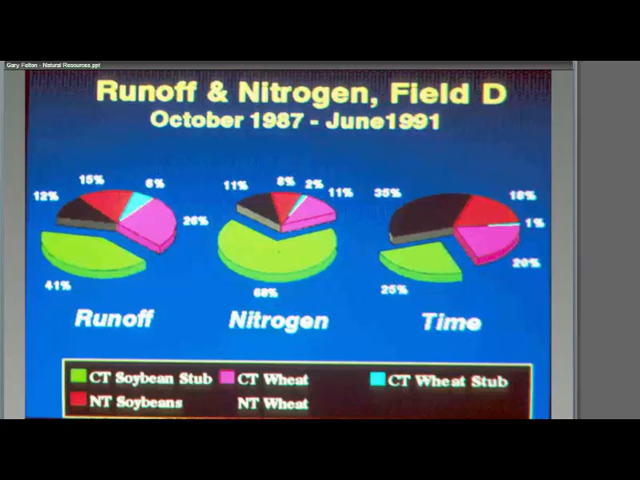 Gary Felton - Natural Resources.ppt
Runoff & Nitrogen, Field D
October 1987 - June1991
12% 15% 6% 26% 41%
11% 8% 2% 11% 68%
35% 18% 1% 20% 25%
Runoff Nitrogen Time
CT Soybean Stub CT Wheat CT Wheat Stub
NT Soybeans NT Wheat